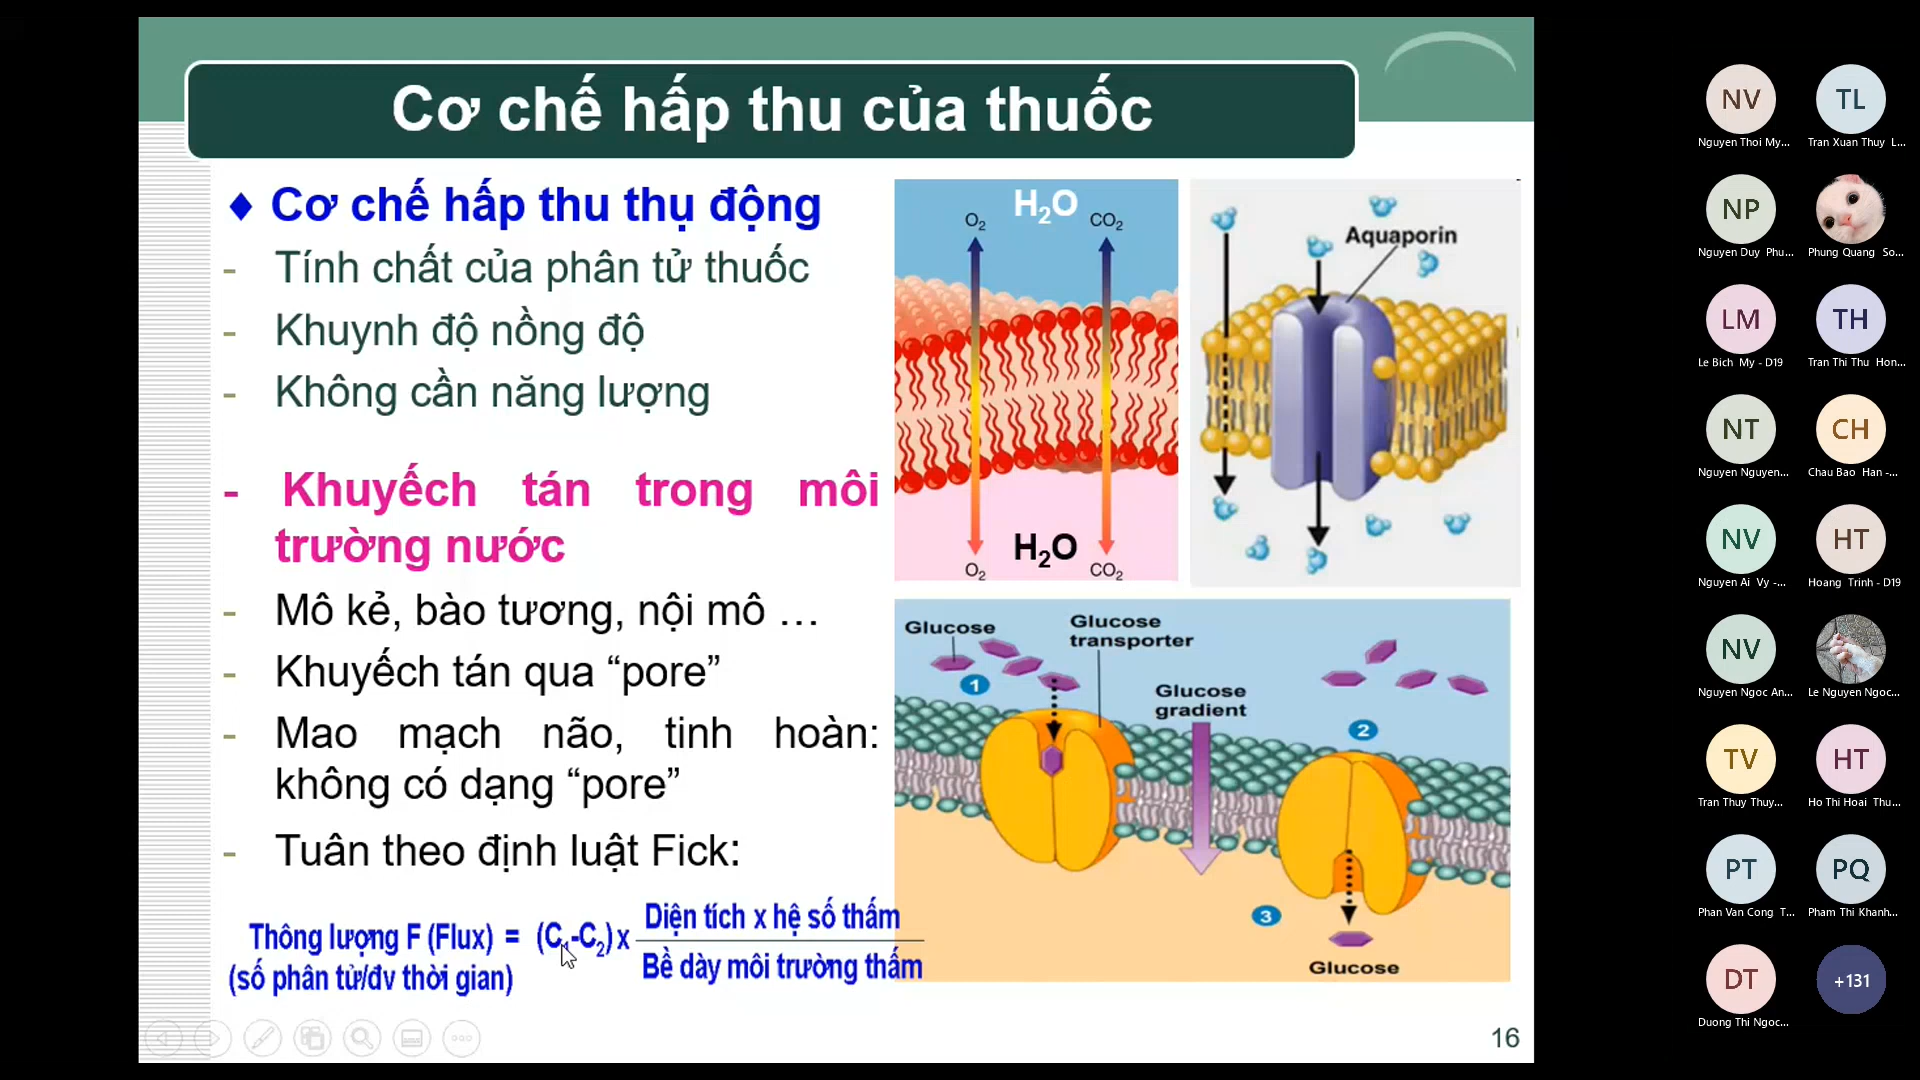 Cơ chế hấp thu của thuốc
♦ Cơ chế hấp thu thụ động
- Tính chất của phân tử thuốc
- Khuynh độ nồng độ
- Không cần năng lượng
- Khuyếch tán trong môi
trường nước
- Mô kẻ, bào tương, nội mô …
- Khuyếch tán qua “pore”
- Mao mạch não, tinh hoàn:
không có dạng “pore”
- Tuân theo định luật Fick:
Thông lượng F (Flux) = (C₁-C₂) x
Diện tích x hệ số thấm
Bề dày môi trường thấm
(số phân tử/đv thời gian)
H₂O
O₂
CO₂
H₂O
O₂
CO₂
Aquaporin
Glucose
Glucose
transporter
Glucose
gradient
1
2
3
Glucose
16
NV
Nguyen Thoi My...
TL
Tran Xuan Thuy L...
NP
Nguyen Duy Phu...
Phung Quang So...
LM
Le Bich My - D19
TH
Tran Thi Thu Hon...
NT
Nguyen Nguyen...
CH
Chau Bao Han -...
NV
Nguyen Ai Vy -...
HT
Hoang Trinh - D19
NV
Nguyen Ngoc An...
Le Nguyen Ngoc...
TV
Tran Thuy Thuy...
HT
Ho Thi Hoai Thu...
PT
Phan Van Cong T...
PQ
Pham Thi Khanh...
DT
Duong Thi Ngoc...
+131